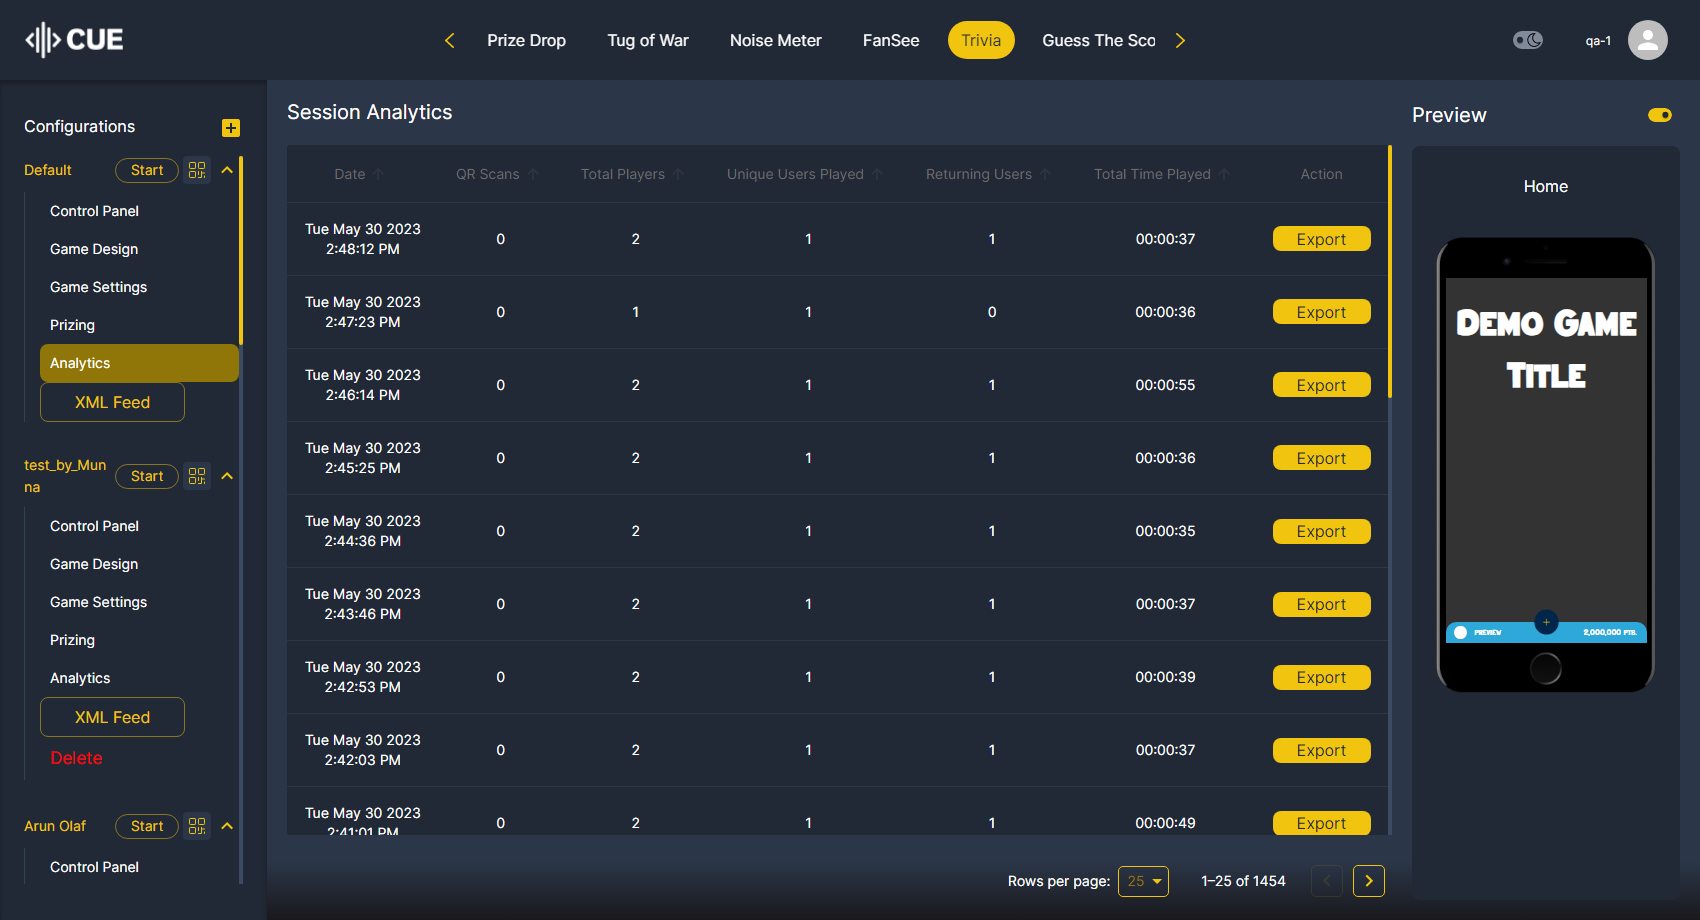 CUE
Prize Drop
Tug of War
Noise Meter
FanSee
Trivia
Guess The Sco
qa-1
Configurations
Default
Start
Control Panel
Game Design
Game Settings
Prizing
Analytics
XML Feed
test_by_Mun
na
Start
Control Panel
Game Design
Game Settings
Prizing
Analytics
XML Feed
Delete
Arun Olaf
Start
Control Panel
Session Analytics
Date QR Scans Total Players Unique Users Played Returning Users Total Time Played Action
Tue May 30 2023
2:48:12 PM
0 2 1 1 00:00:37 Export
Tue May 30 2023
2:47:23 PM
0 1 1 0 00:00:36 Export
Tue May 30 2023
2:46:14 PM
0 2 1 1 00:00:55 Export
Tue May 30 2023
2:45:25 PM
0 2 1 1 00:00:36 Export
Tue May 30 2023
2:44:36 PM
0 2 1 1 00:00:35 Export
Tue May 30 2023
2:43:46 PM
0 2 1 1 00:00:37 Export
Tue May 30 2023
2:42:53 PM
0 2 1 1 00:00:39 Export
Tue May 30 2023
2:42:03 PM
0 2 1 1 00:00:37 Export
Tue May 30 2023
2:41:01 PM
0 2 1 1 00:00:49 Export
Rows per page: 25 1–25 of 1454
Preview
Home
Demo Game
Title
PREVIEW
2,000,000 PTS.